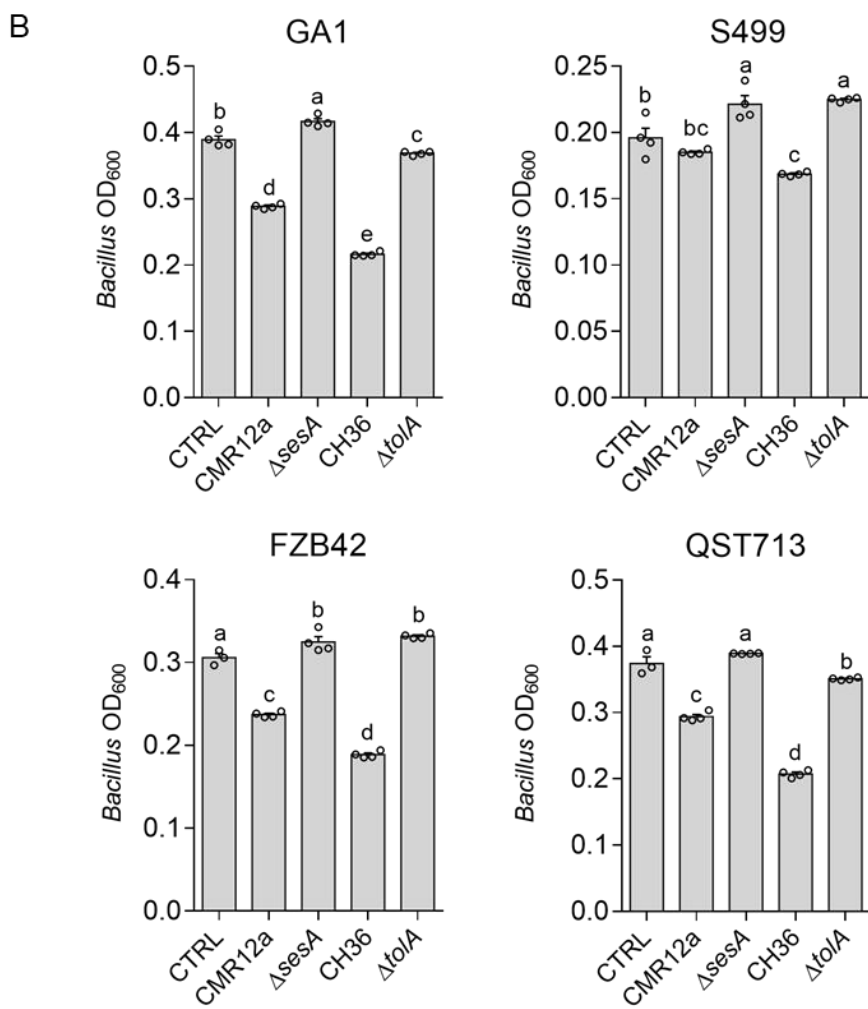 B
GA1
Bacillus OD600
0.5
0.4
0.3
0.2
0.1
0.0
b
d
a
e
c
CTRL
CMR12a
ΔsesA
CH36
ΔtolA
S499
Bacillus OD600
0.25
0.20
0.15
0.10
0.05
0.00
b
bc
a
c
a
CTRL
CMR12a
ΔsesA
CH36
ΔtolA
FZB42
Bacillus OD600
0.4
0.3
0.2
0.1
0.0
a
c
b
d
b
CTRL
CMR12a
ΔsesA
CH36
ΔtolA
QST713
Bacillus OD600
0.5
0.4
0.3
0.2
0.1
0.0
a
c
a
d
b
CTRL
CMR12a
ΔsesA
CH36
ΔtolA